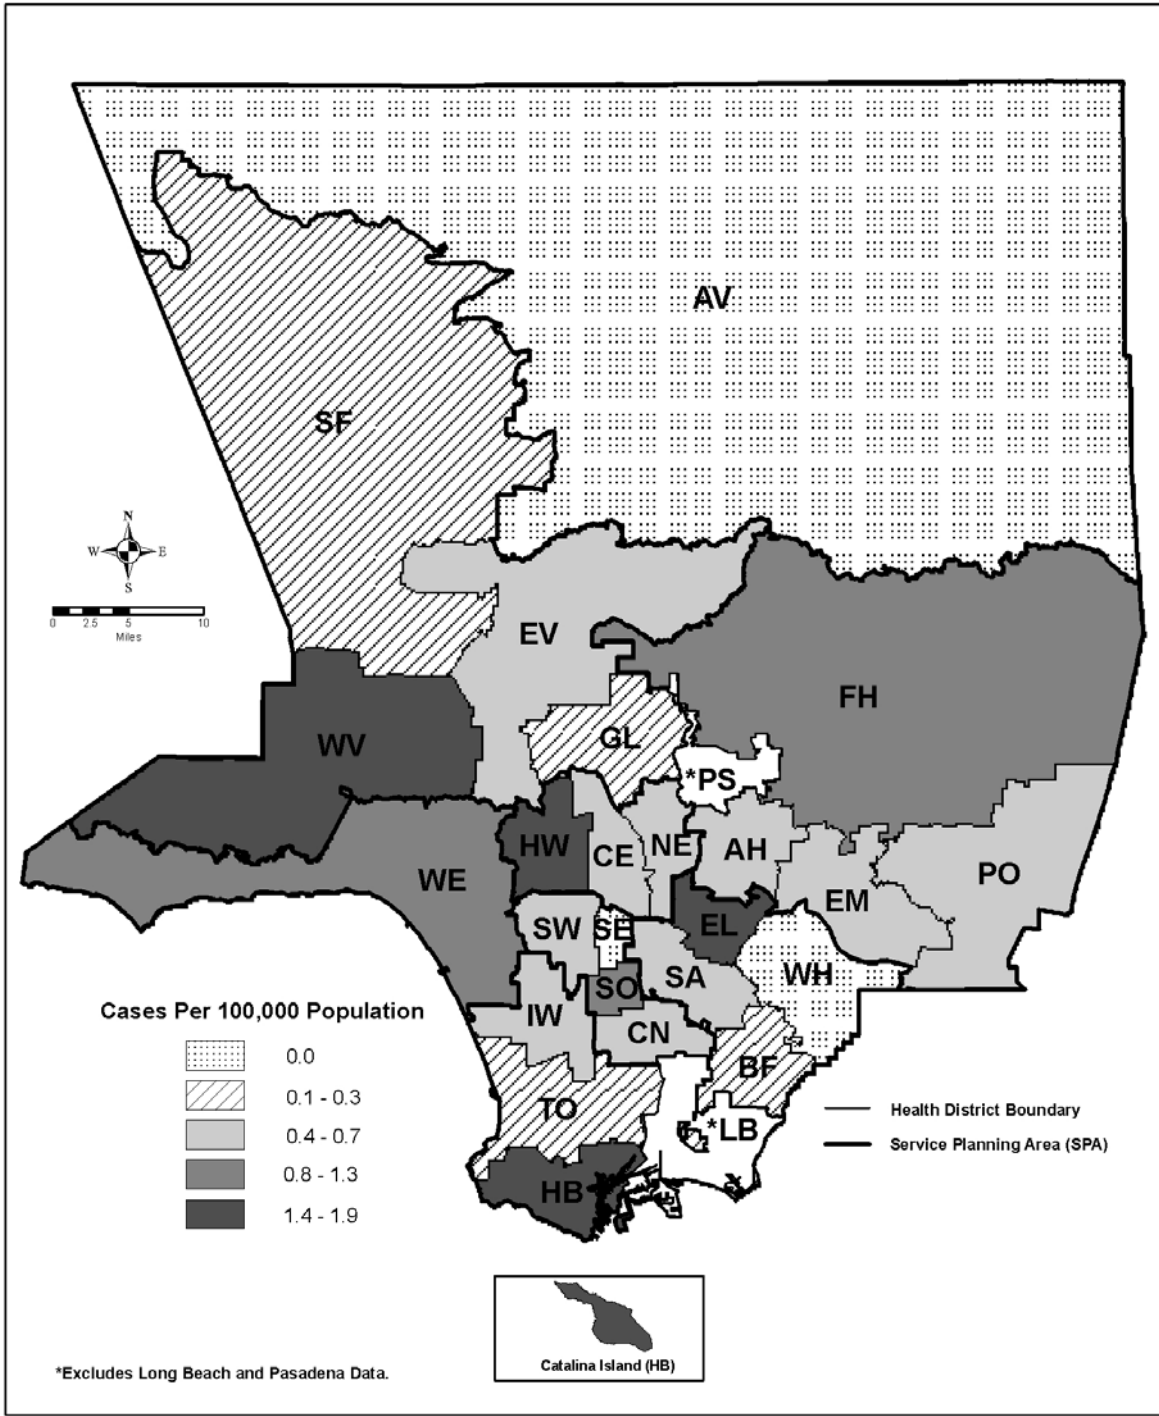 AV
SF
N
W E
S
0 2.5 5 10
Miles
EV
FH
WV
GL
*PS
HW
CE
NE
AH
PO
WE
EM
SW
SE
EL
SA
WH
SO
IW
CN
Cases Per 100,000 Population
0.0
0.1 - 0.3
0.4 - 0.7
0.8 - 1.3
1.4 - 1.9
BF
TO
*LB
HB
Health District Boundary
Service Planning Area (SPA)
Catalina Island (HB)
*Excludes Long Beach and Pasadena Data.